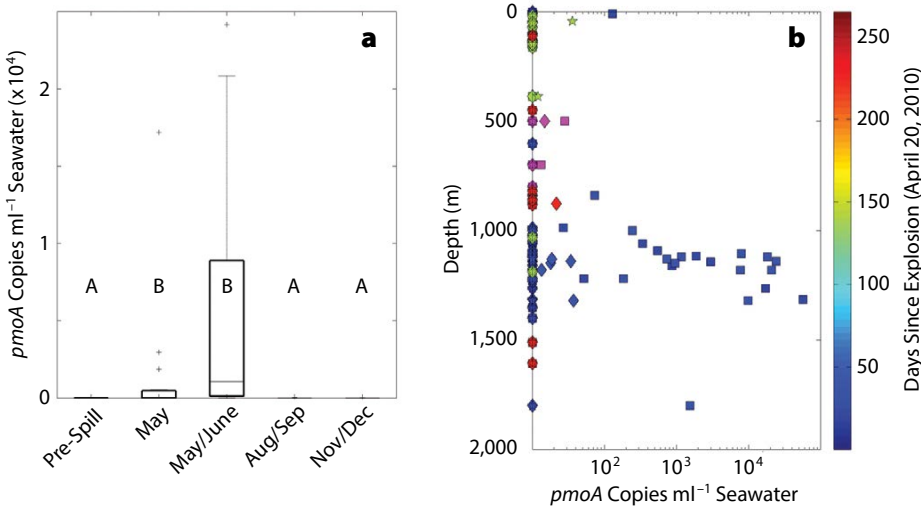 a
pmoA Copies ml⁻¹ Seawater (x10⁴)
2
1
0
A
B
B
A
A
Pre-Spill
May
May/June
Aug/Sep
Nov/Dec
b
Depth (m)
0
500
1,000
1,500
2,000
10²
10³
10⁴
pmoA Copies ml⁻¹ Seawater
250
200
150
100
50
Days Since Explosion (April 20, 2010)